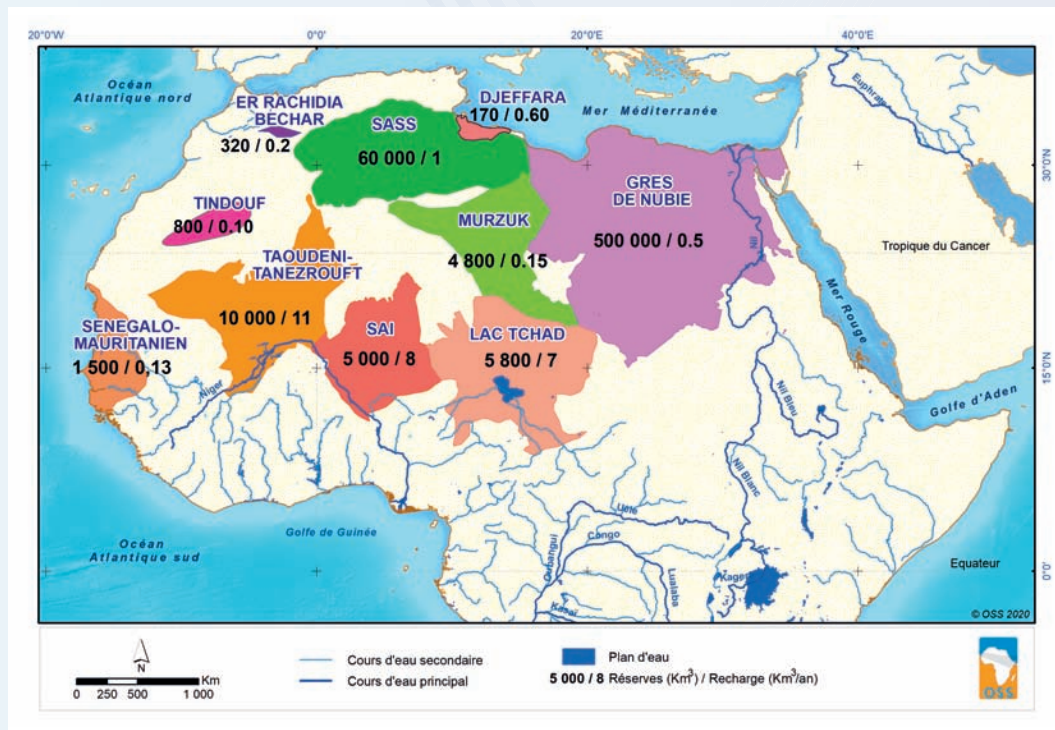 20°0'W
0°0'
20°0'E
40°0'E
Océan
Atlantique nord
ER RACHIDIA
BECHAR
320 / 0.2
SASS
60 000 / 1
DJEFFARA
170 / 0.60
Mer Méditerranée
Euphrate
30°0'N
TINDOUF
800 / 0.10
MURZUK
4 800 / 0.15
GRES
DE NUBIE
500 000 / 0.5
Nil
Tropique du Cancer
TAOUDENI-
TANEZROUFT
10 000 / 11
Mer Rouge
SENEGALO-
MAURITANIEN
1 500 / 0,13
SAI
5 000 / 8
LAC TCHAD
5 800 / 7
15°0'N
Niger
Nil Bleu
Golfe d'Aden
Nil Blanc
Golfe de Guinée
Uélé
Océan
Atlantique sud
Oubangui
Congo
Lualaba
Kasaï
Equateur
0°0'
© OSS 2020
N
Km
0 250 500 1 000
Cours d'eau secondaire
Cours d'eau principal
Plan d'eau
5 000 / 8 Réserves (Km³) / Recharge (Km³/an)
OSS